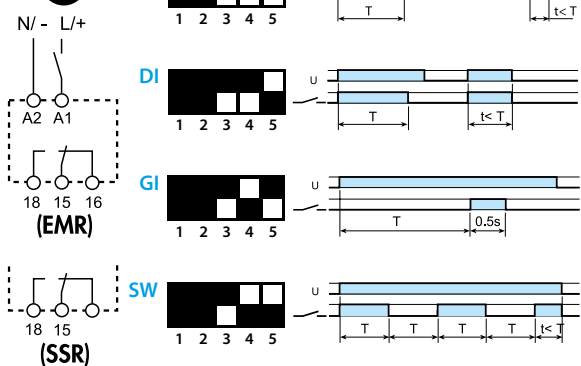 N/ - L/+
1 2 3 4 5
T
t< T
A2 A1
18 15 16
(EMR)
DI
1 2 3 4 5
U
T
t< T
GI
1 2 3 4 5
U
T
0.5s
18 15
(SSR)
SW
1 2 3 4 5
U
T T T T t< T